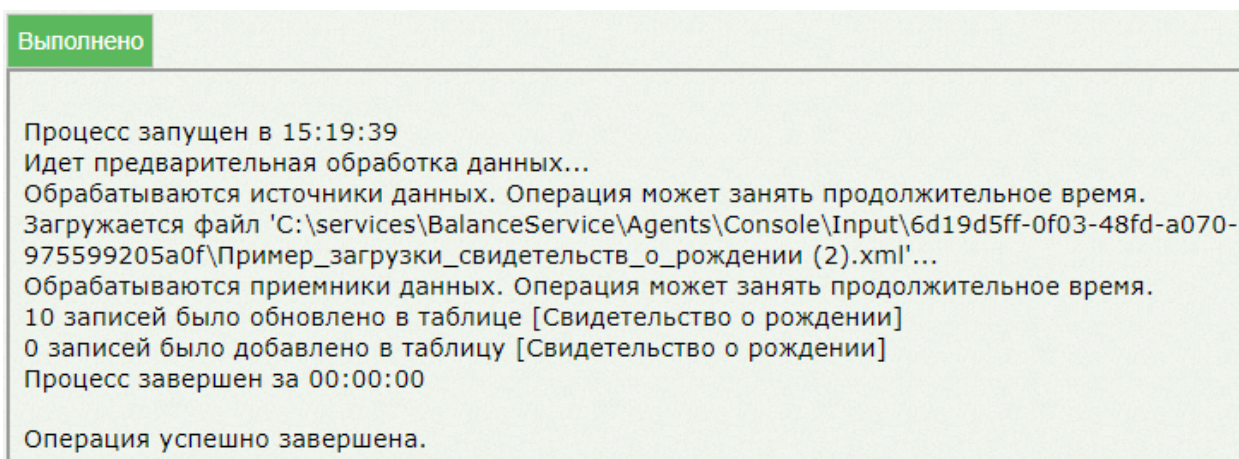 Выполнено
Процесс запущен в 15:19:39
Идет предварительная обработка данных...
Обрабатываются источники данных. Операция может занять продолжительное время.
Загружается файл 'C:\services\BalanceService\Agents\Console\Input\6d19d5ff-0f03-48fd-a070-
975599205a0f\Пример_загрузки_свидетельств_о_рождении (2).xml'...
Обрабатываются приемники данных. Операция может занять продолжительное время.
10 записей было обновлено в таблице [Свидетельство о рождении]
0 записей было добавлено в таблицу [Свидетельство о рождении]
Процесс завершен за 00:00:00
Операция успешно завершена.